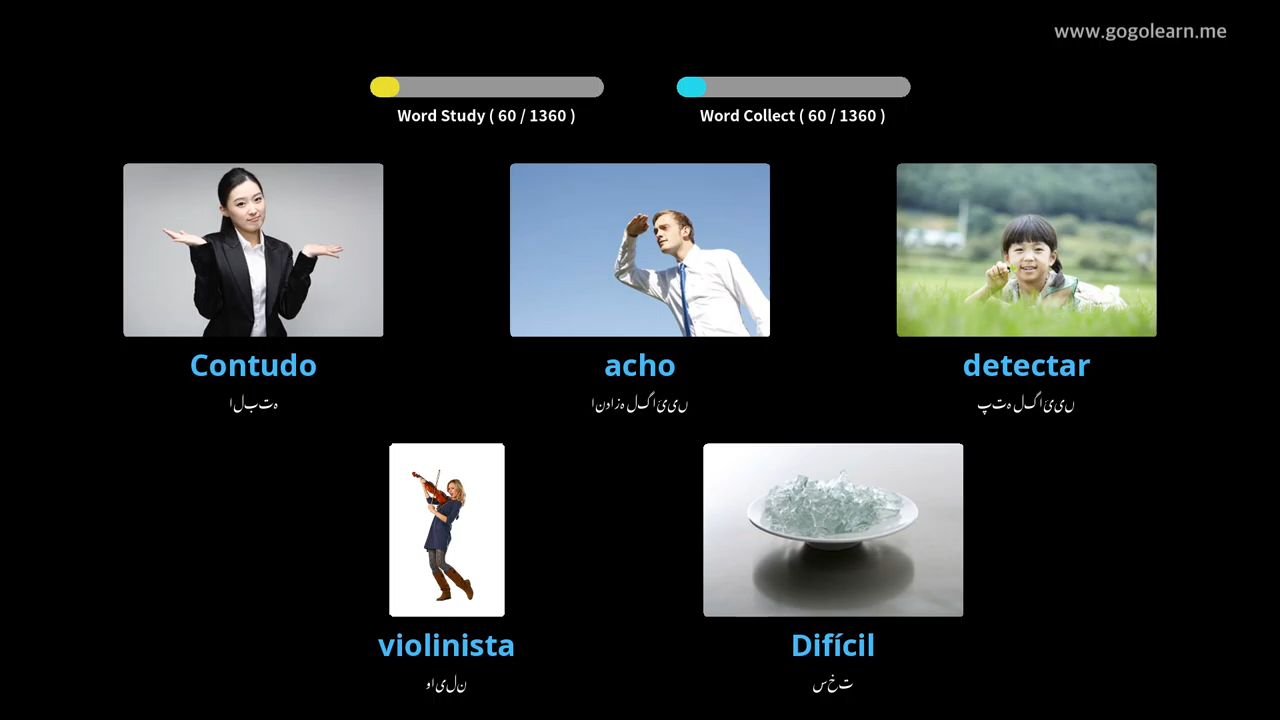 www.gogolearn.me
Word Study ( 60 / 1360 )
Word Collect ( 60 / 1360 )
Contudo
البتہ
acho
اندازہ لگائیں
detectar
پتہ لگائیں
violinista
وایلن
Difícil
سخت